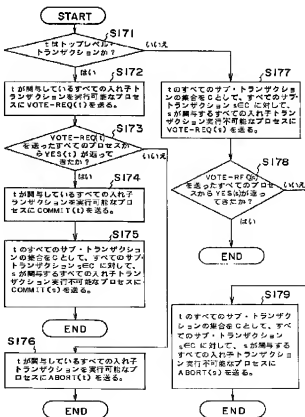 START
S171
tはトップレベル・
トランザクションか?
いいえ
はい
S172
tが関与しているすべての入れ子
トランザクションを実行可能なプロセス
にVOTE-REQ(t)を送る。
S173
VOTE-REQ(t)
を送ったすべてのプロセス
からYES(t)が返っ
てきたか?
いいえ
はい
S174
tが関与しているすべての入れ子
トランザクションを実行可能なプロ
セスにCOMMIT(t)を送る。
S175
tのすべてのサブ・トランザクション
の集合をCとして、すべてのサブ・
トランザクションs∈Cに対して、
sが関与するすべての入れ子トラン
ザクション実行不可能なプロセスに
COMMIT(s)を送る。
END
S176
tが関与しているすべての入れ子
トランザクションを実行可能なプロ
セスにABORT(t)を送る。
END
S177
tのすべてのサブ・トランザクション
の集合をCとして、すべてのサブ・
トランザクションs∈Cに対して、
sが関与するすべての入れ子トラン
ザクション実行不可能なプロセスに
VOTE-REQ(s)を送る。
S178
を送ったすべてのプロセス
からYES(s)が返っ
てきたか?
いいえ
はい
END
S179
tのすべてのサブ・トランザクシ
ョンの集合をCとして、すべて
のサブ・トランザクション
s∈Cに対して、sが関与する
すべての入れ子トランザクション
実行不可能なプロセスに
ABORT(s)を送る。
END